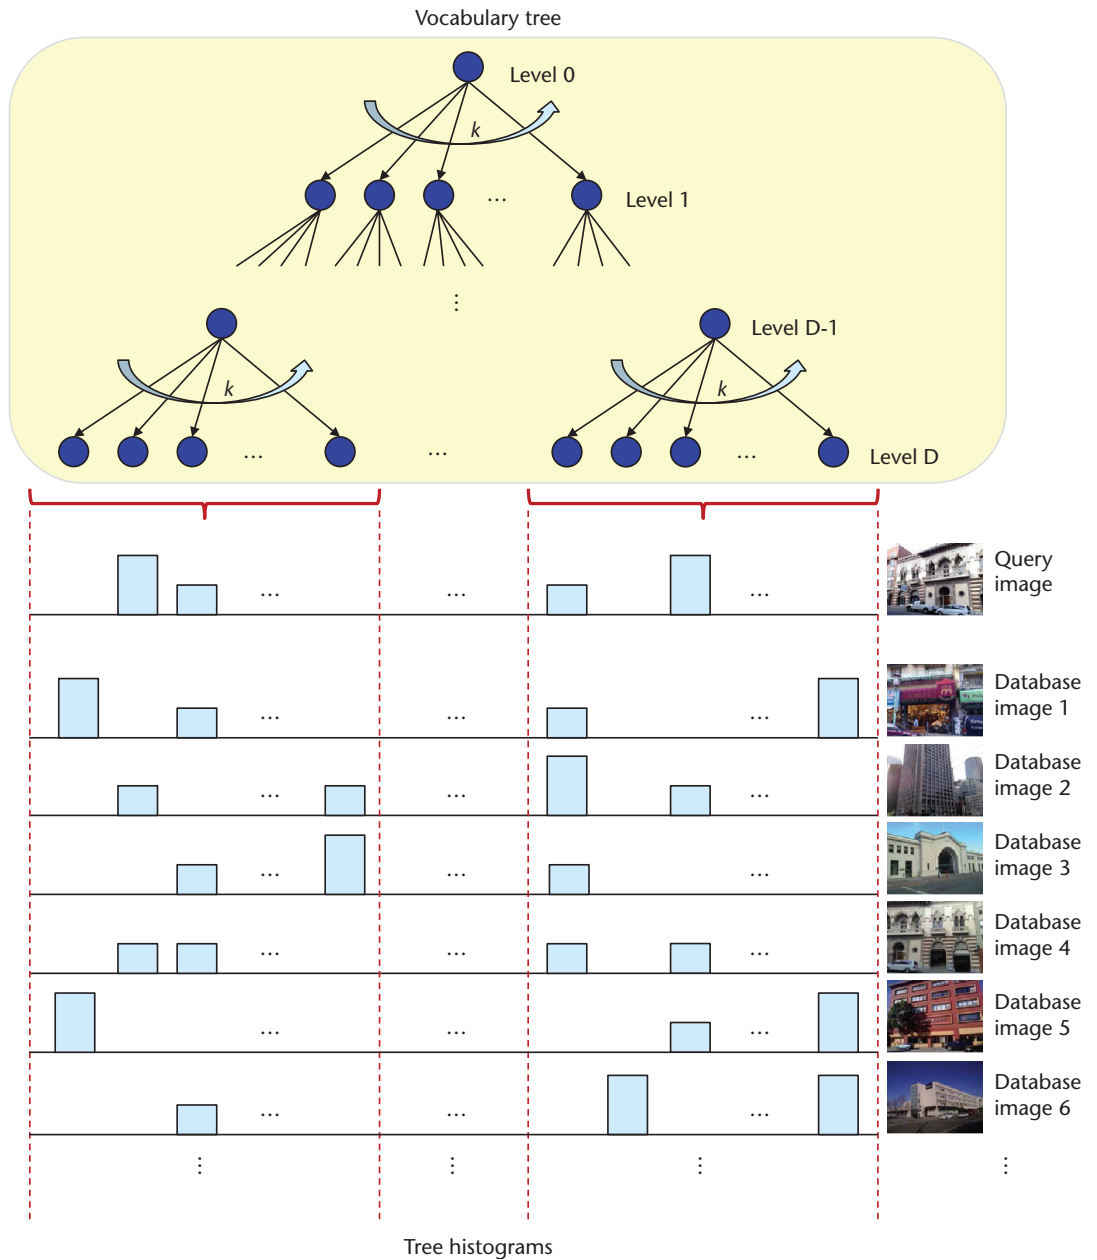 Vocabulary tree
Level 0
k
...
Level 1
⋮
Level D-1
k
k
...
...
...
Level D
...
...
...
Query
image
...
...
...
Database
image 1
...
...
...
Database
image 2
...
...
...
Database
image 3
...
...
...
Database
image 4
...
...
...
Database
image 5
...
...
...
Database
image 6
⋮
⋮
⋮
⋮
Tree histograms